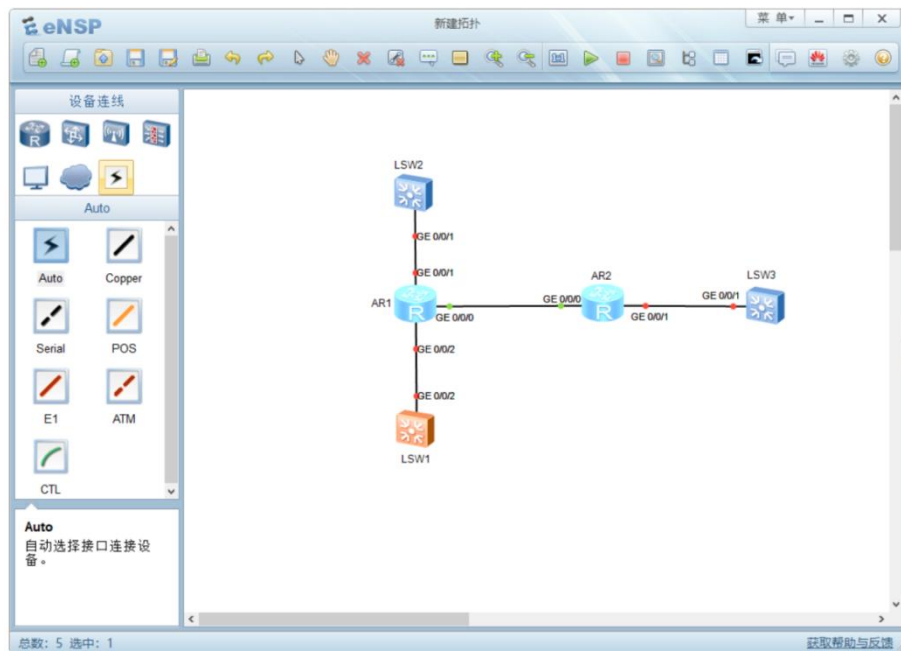 eNSP
新建拓扑
菜 单
设备连线
Auto
Auto
Copper
Serial
POS
E1
ATM
CTL
Auto
自动选择接口连接设
备。
LSW2
GE 0/0/1
GE 0/0/1
AR1
GE 0/0/0
GE 0/0/0
AR2
GE 0/0/1
GE 0/0/1
LSW3
GE 0/0/2
GE 0/0/2
LSW1
总数: 5 选中: 1
获取帮助与反馈